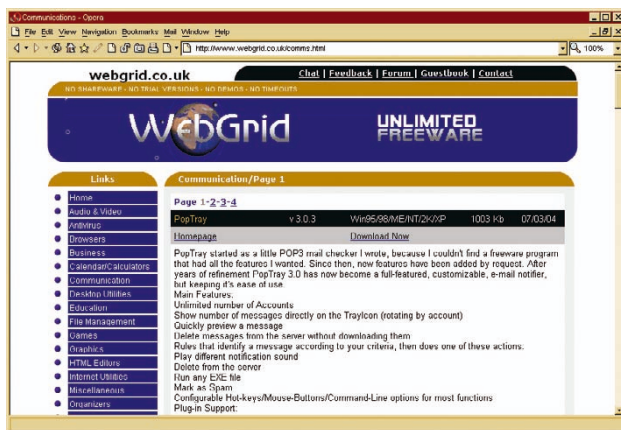 Communications - Opera
File Edit View Navigation Bookmarks Mail Window Help
http://www.webgrid.co.uk/comms.html 100%
webgrid.co.uk
Chat | Feedback | Forum | Guestbook | Contact
NO SHAREWARE - NO TRIAL VERSIONS - NO DEMOS - NO TIMEOUTS
WebGrid
UNLIMITED
FREEWARE
Links
Home
Audio & Video
Antivirus
Browsers
Business
Calendar/Calculators
Communication
Desktop Utilities
Education
File Management
Games
Graphics
HTML Editors
Internet Utilities
Miscellaneous
Organizers
Communication/Page 1
Page 1-2-3-4
PopTray v 3.0.3 Win95/98/ME/NT/2K/XP 1003 Kb 07/03/04
Homepage Download Now
PopTray started as a little POP3 mail checker I wrote, because I couldn't find a freeware program
that had all the features I wanted. Since then, new features have been added by request. After
years of refinement PopTray 3.0 has now become a full-featured, customizable, e-mail notifier,
but keeping it's ease of use.
Main Features:
Unlimited number of Accounts
Show number of messages directly on the TrayIcon (rotating by account)
Quickly preview a message
Delete messages from the server without downloading them
Rules that identify a message according to your criteria, then does one of these actions:
Play different notification sound
Delete from the server
Run any EXE file
Mark as Spam
Configurable Hot-keys/Mouse-Buttons/Command-Line options for most functions
Plug-in Support: